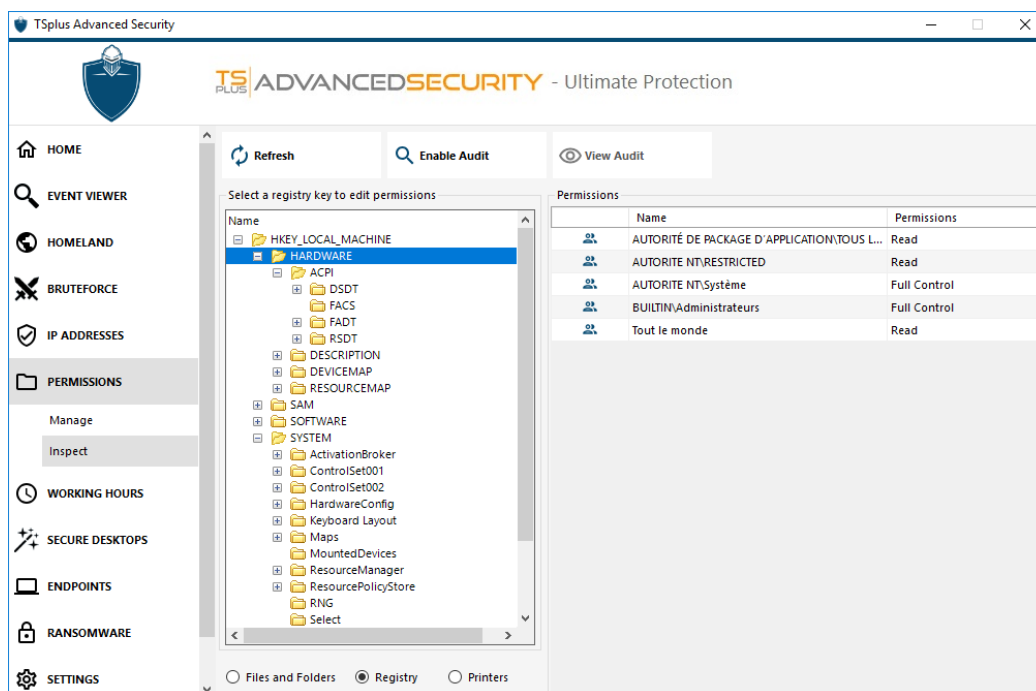 TSplus Advanced Security
TS PLUS ADVANCEDSECURITY - Ultimate Protection
HOME
EVENT VIEWER
HOMELAND
BRUTEFORCE
IP ADDRESSES
PERMISSIONS
Manage
Inspect
WORKING HOURS
SECURE DESKTOPS
ENDPOINTS
RANSOMWARE
SETTINGS
Refresh
Enable Audit
View Audit
Select a registry key to edit permissions
Name
HKEY_LOCAL_MACHINE
HARDWARE
ACPI
DSDT
FACS
FADT
RSDT
DESCRIPTION
DEVICEMAP
RESOURCEMAP
SAM
SOFTWARE
SYSTEM
ActivationBroker
ControlSet001
ControlSet002
HardwareConfig
Keyboard Layout
Maps
MountedDevices
ResourceManager
ResourcePolicyStore
RNG
Select
Files and Folders
Registry
Printers
Permissions
Name Permissions
AUTORITÉ DE PACKAGE D'APPLICATION\TOUS L... Read
AUTORITE NT\RESTRICTED Read
AUTORITE NT\Système Full Control
BUILTIN\Administrateurs Full Control
Tout le monde Read